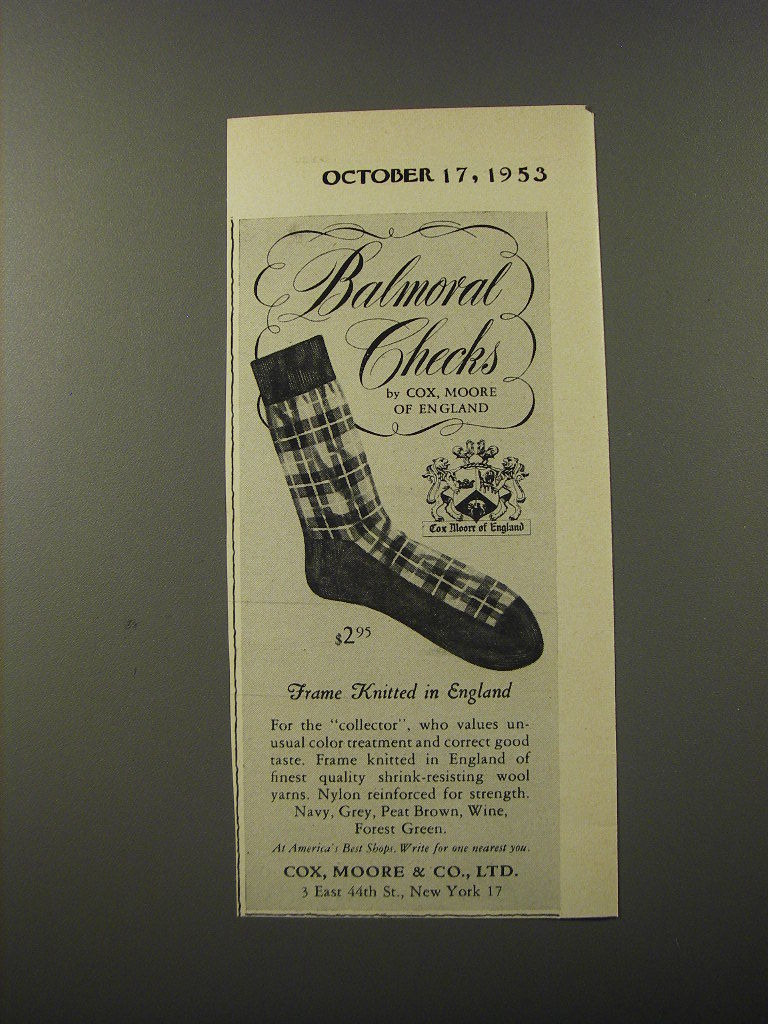 OCTOBER 17, 1953
Balmoral
Checks
by COX, MOORE
OF ENGLAND
Cox Moore of England
$2.95
Frame Knitted in England
For the "collector", who values un-
usual color treatment and correct good
taste. Frame knitted in England of
finest quality shrink-resisting wool
yarns. Nylon reinforced for strength.
Navy, Grey, Peat Brown, Wine,
Forest Green.
At America's Best Shops. Write for one nearest you.
COX, MOORE & CO., LTD.
3 East 44th St., New York 17